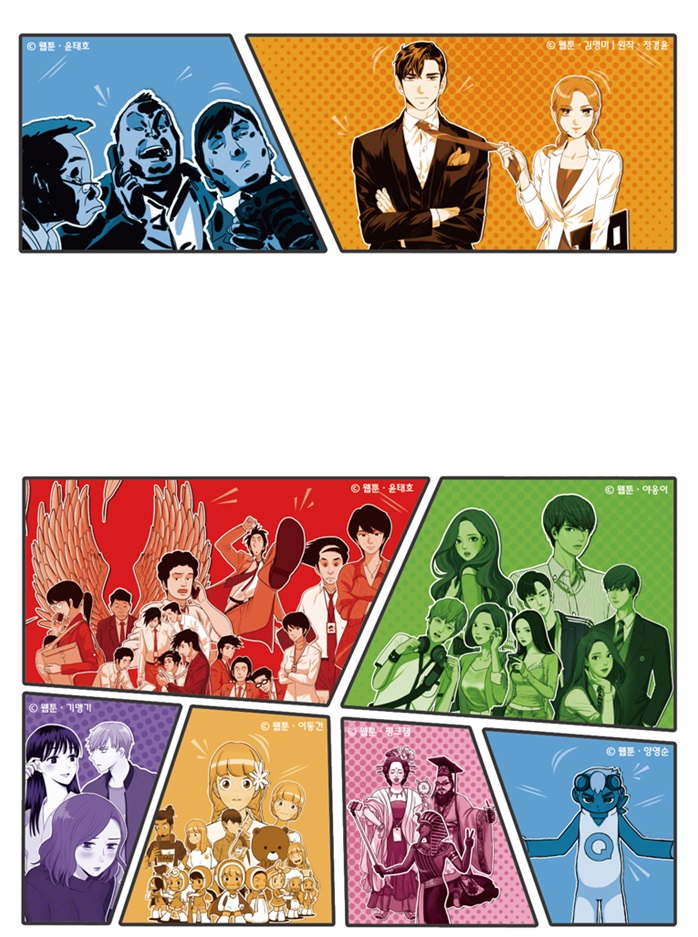 © 웹툰 · 윤태호
© 웹툰 · 김명미 | 원작 · 정경윤
© 웹툰 · 윤태호
© 웹툰 · 야옹이
© 웹툰 · 기맹기
© 웹툰 · 이동건
© 웹툰 · 핑크잼
© 웹툰 · 양영순